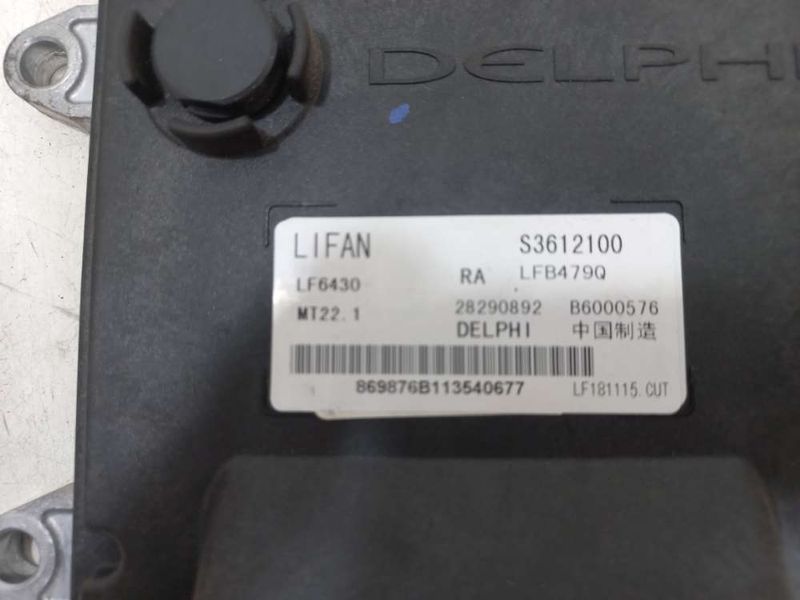 DELPHI
LIFAN S3612100
LF6430 RA LFB479Q
MT22.1 28290892 B6000576
DELPHI 中国制造
869876B113540677
LF181115.CUT